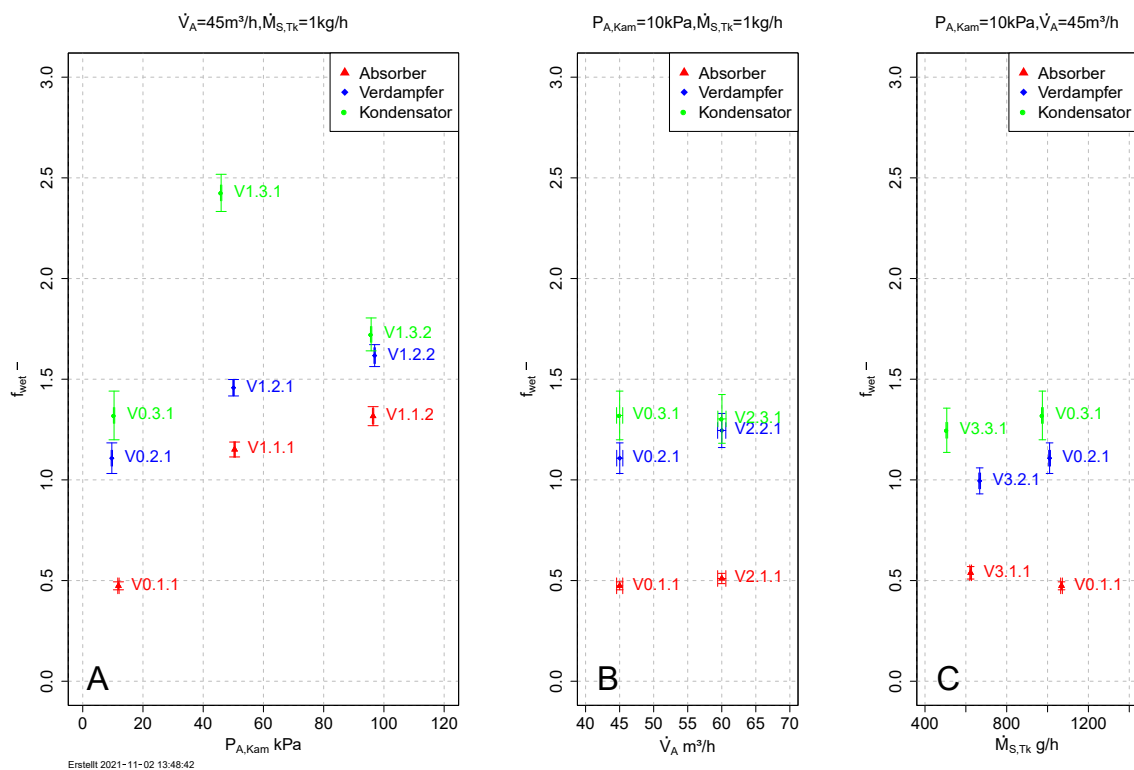 V̇A=45m³/h,ṀS,Tk=1kg/h
Absorber
Verdampfer
Kondensator
3.0
2.5
2.0
1.5
1.0
0.5
0.0
fwet −
V1.3.1
V1.3.2
V1.2.2
V1.2.1
V0.3.1
V1.1.2
V0.2.1
V1.1.1
V0.1.1
A
0 20 40 60 80 100 120
PA,Kam kPa
PA,Kam=10kPa,ṀS,Tk=1kg/h
Absorber
Verdampfer
Kondensator
3.0
2.5
2.0
1.5
1.0
0.5
0.0
fwet −
V0.3.1
V2.3.1
V2.2.1
V0.2.1
V0.1.1
V2.1.1
B
40 45 50 55 60 65 70
V̇A m³/h
PA,Kam=10kPa,V̇A=45m³/h
Absorber
Verdampfer
Kondensator
3.0
2.5
2.0
1.5
1.0
0.5
0.0
fwet −
V3.3.1
V0.3.1
V0.2.1
V3.2.1
V3.1.1
V0.1.1
C
400 800 1200
ṀS,Tk g/h
Erstellt 2021−11−02 13:48:42